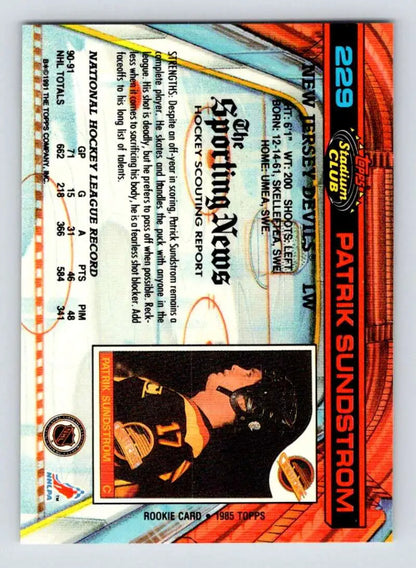 229
TOPPS
Stadium
CLUB
PATRIK SUNDSTROM
NEW JERSEY DEVILS LW
HT: 6'1" WT: 200 SHOOTS: LEFT
BORN: 12-14-61, SKELLEFTEA, SWE.
HOME: UMEA, SWE.
The
Sporting News
HOCKEY SCOUTING REPORT
STRENGTHS: Despite an off-year in scoring, Patrik Sundstrom remains a
complete player. He skates and handles the puck with anyone in the
league. His shot is deadly, but he prefers to pass off when possible. Reck-
less when it comes to sacrificing his body, he is a fearless shot blocker. Add
faceoffs to his long list of talents.
NATIONAL HOCKEY LEAGUE RECORD
GP G A PTS PIM
90-91 71 15 31 46 48
NHL TOTALS 662 218 366 584 341
B*©1991 THE TOPPS COMPANY, INC.
17
PATRIK SUNDSTROM C
ROOKIE CARD • 1985 TOPPS
NHL
NHLPA
TM